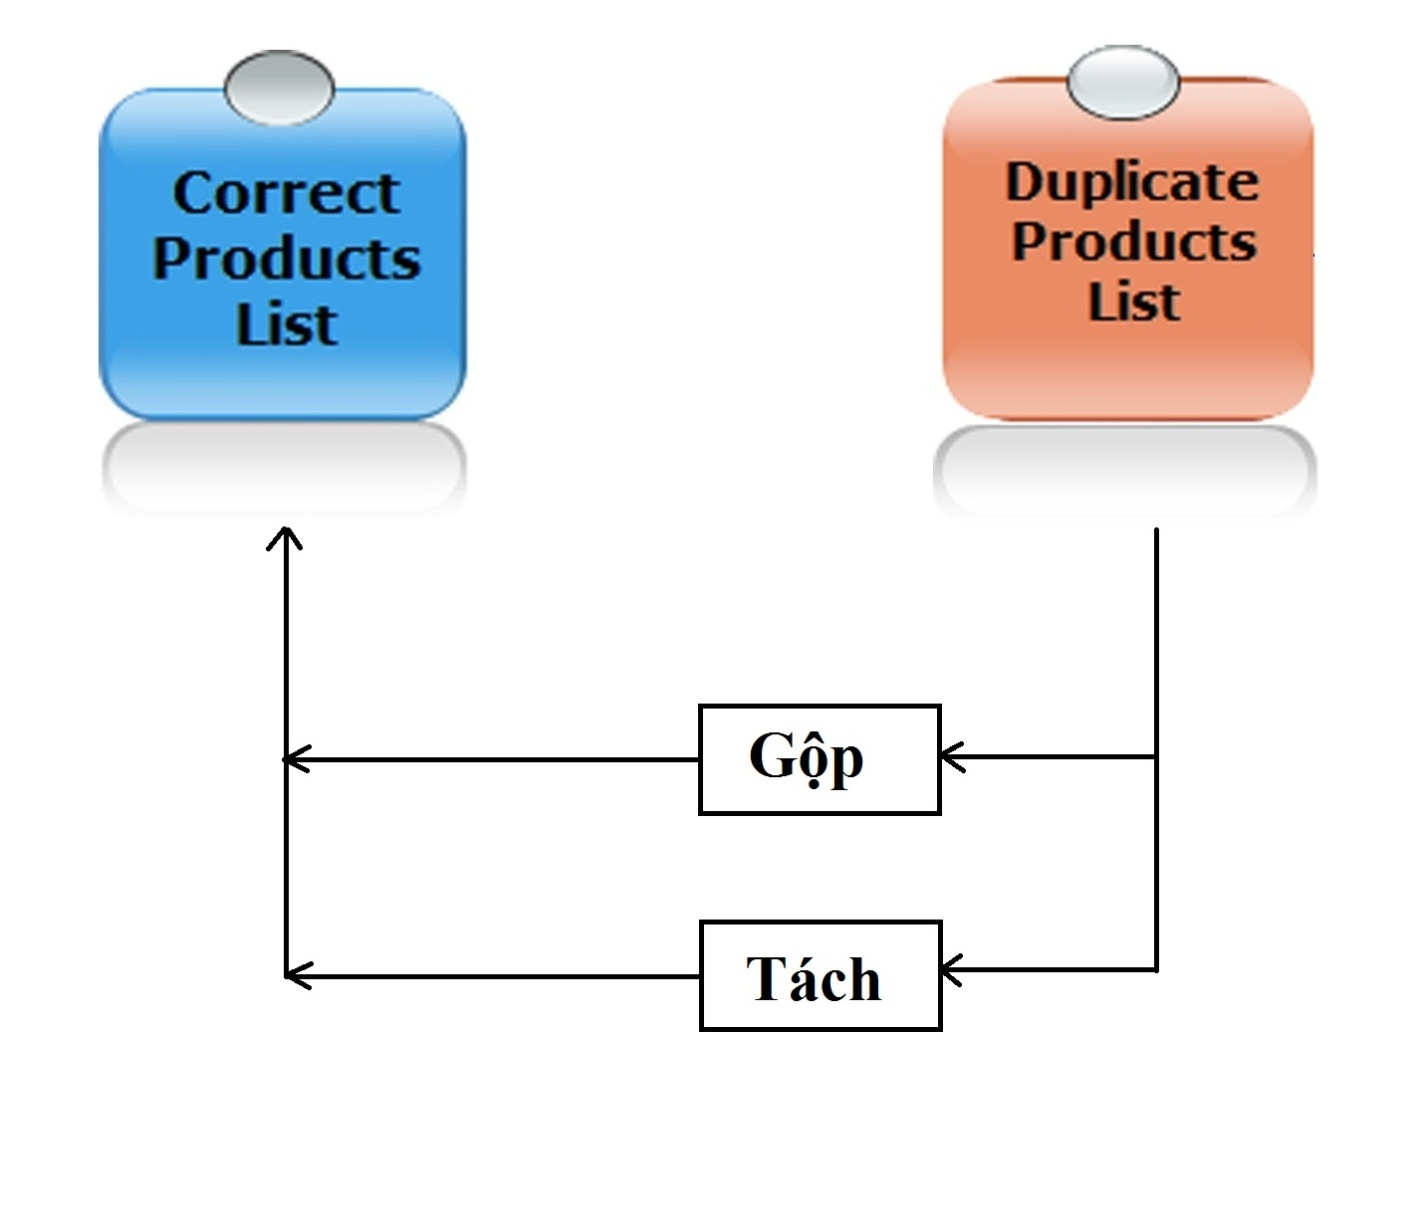 Correct
Products
List
Duplicate
Products
List
Gộp
Tách